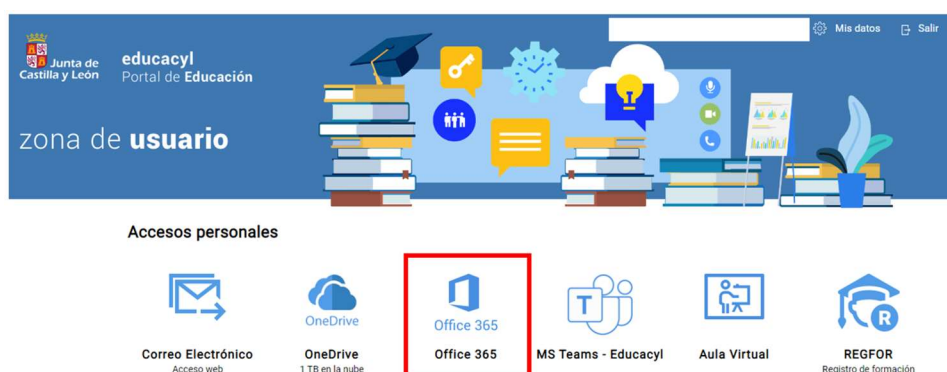 Mis datos
Salir
Junta de
Castilla y León
educacyl
Portal de Educación
zona de usuario
Accesos personales
OneDrive
Office 365
T
R
Correo Electrónico
Acceso web
OneDrive
1 TB en la nube
Office 365
MS Teams - Educacyl
Aula Virtual
REGFOR
Registro de formación